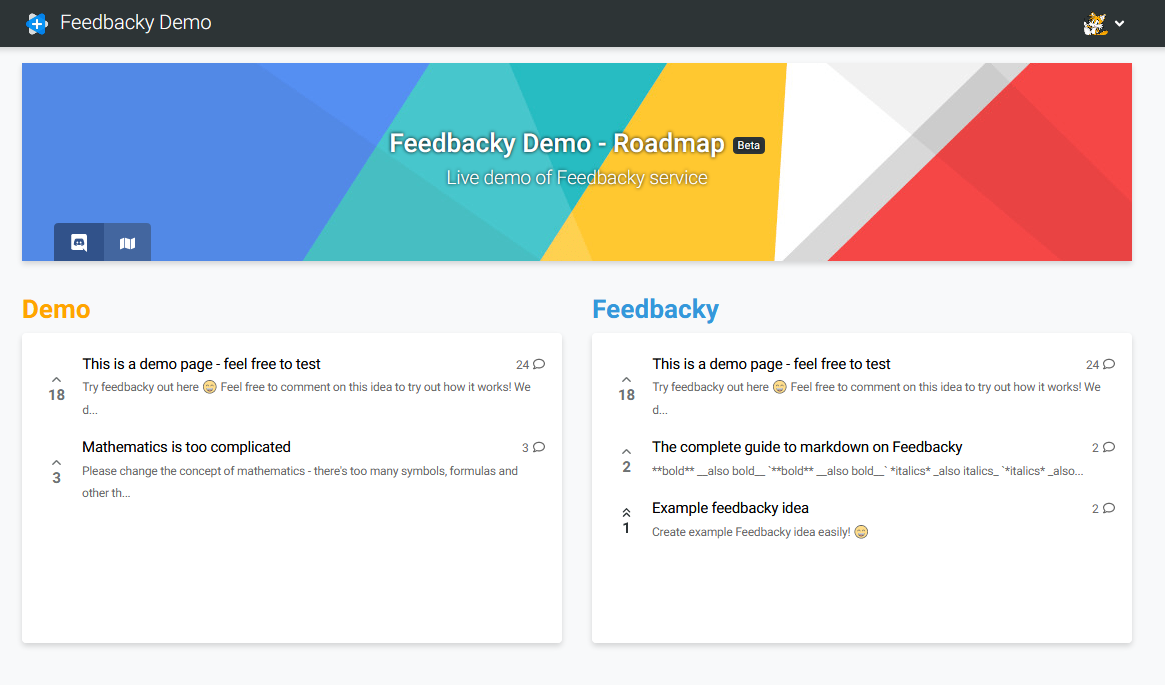 Feedbacky Demo
Feedbacky Demo - Roadmap Beta
Live demo of Feedbacky service
Demo
This is a demo page - feel free to test 24
18
Try feedbacky out here 😄 Feel free to comment on this idea to try out how it works! We
d...
Mathematics is too complicated 3
3
Please change the concept of mathematics - there's too many symbols, formulas and
other th...
Feedbacky
This is a demo page - feel free to test 24
18
Try feedbacky out here 😄 Feel free to comment on this idea to try out how it works! We
d...
The complete guide to markdown on Feedbacky 2
2
**bold** __also bold__ `**bold** __also bold__` *italics* _also italics_ `*italics* _also...
Example feedbacky idea 2
1
Create example Feedbacky idea easily! 😄